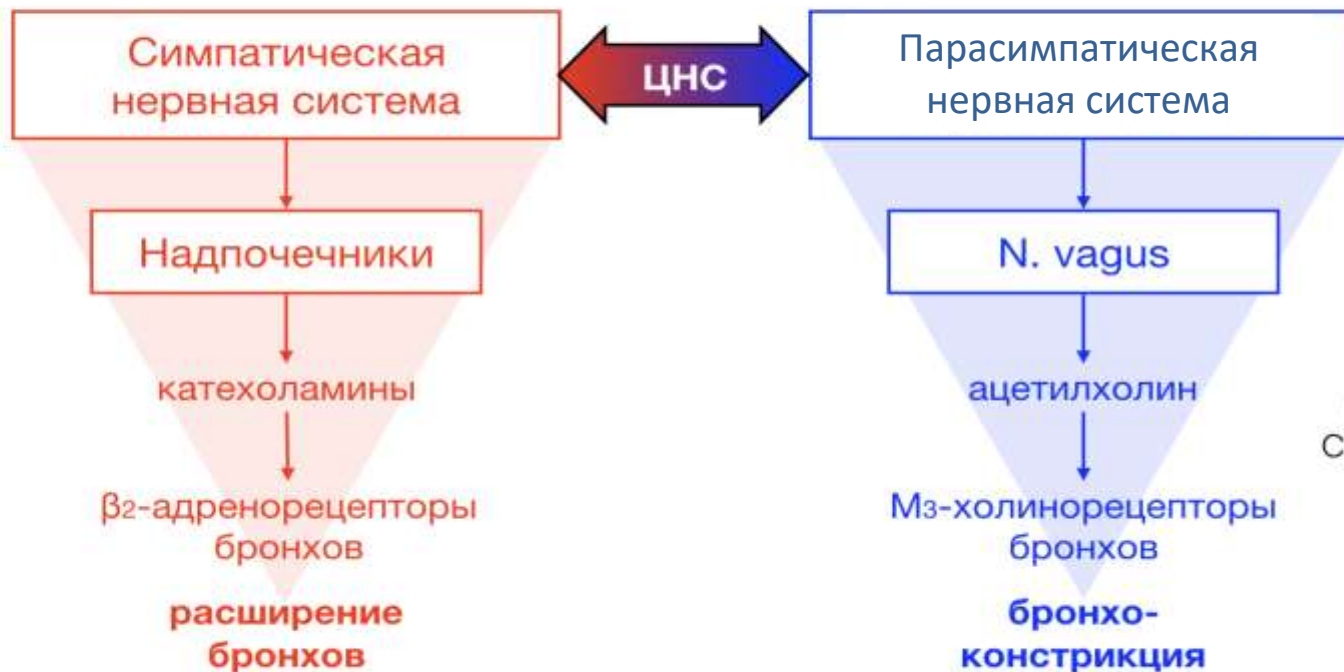 Симпатическая
нервная система
ЦНС
Парасимпатическая
нервная система
Надпочечники
N. vagus
катехоламины
ацетилхолин
β2-адренорецепторы
бронхов
М3-холинорецепторы
бронхов
расширение
бронхов
бронхо-
констрикция
С